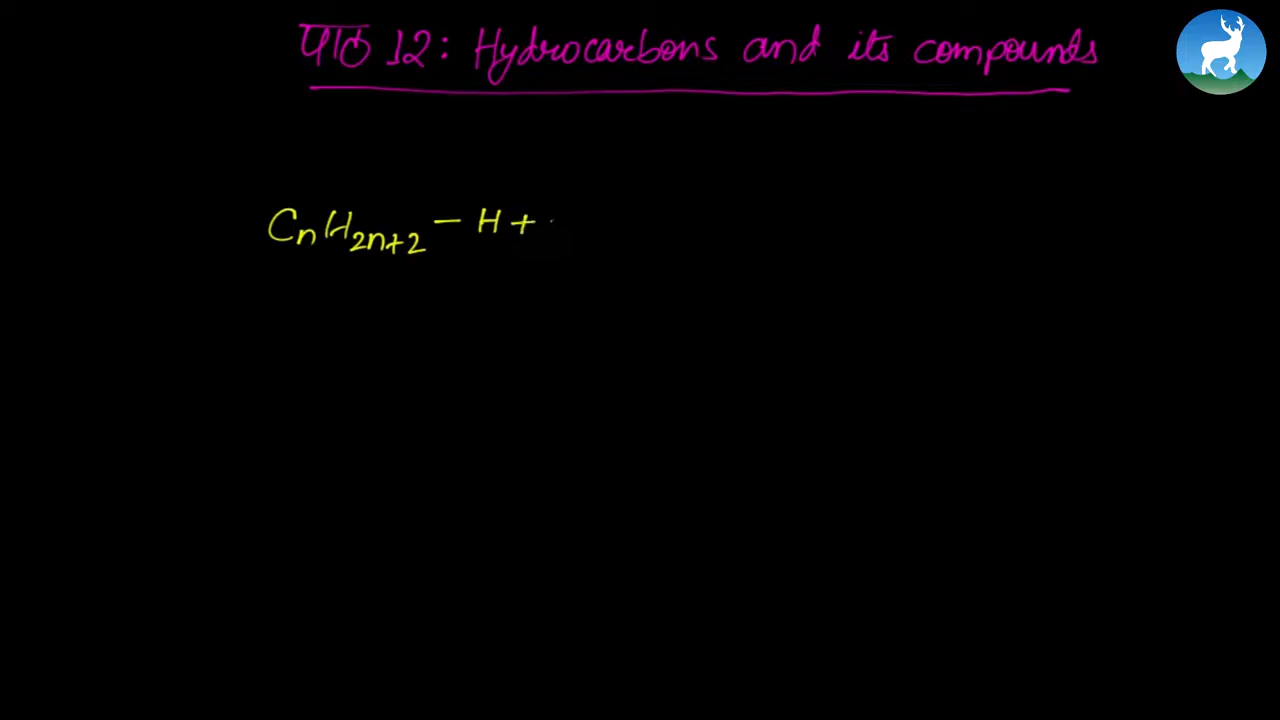 पाठ 12: Hydrocarbons and its compounds
CnH2n+2 − H +